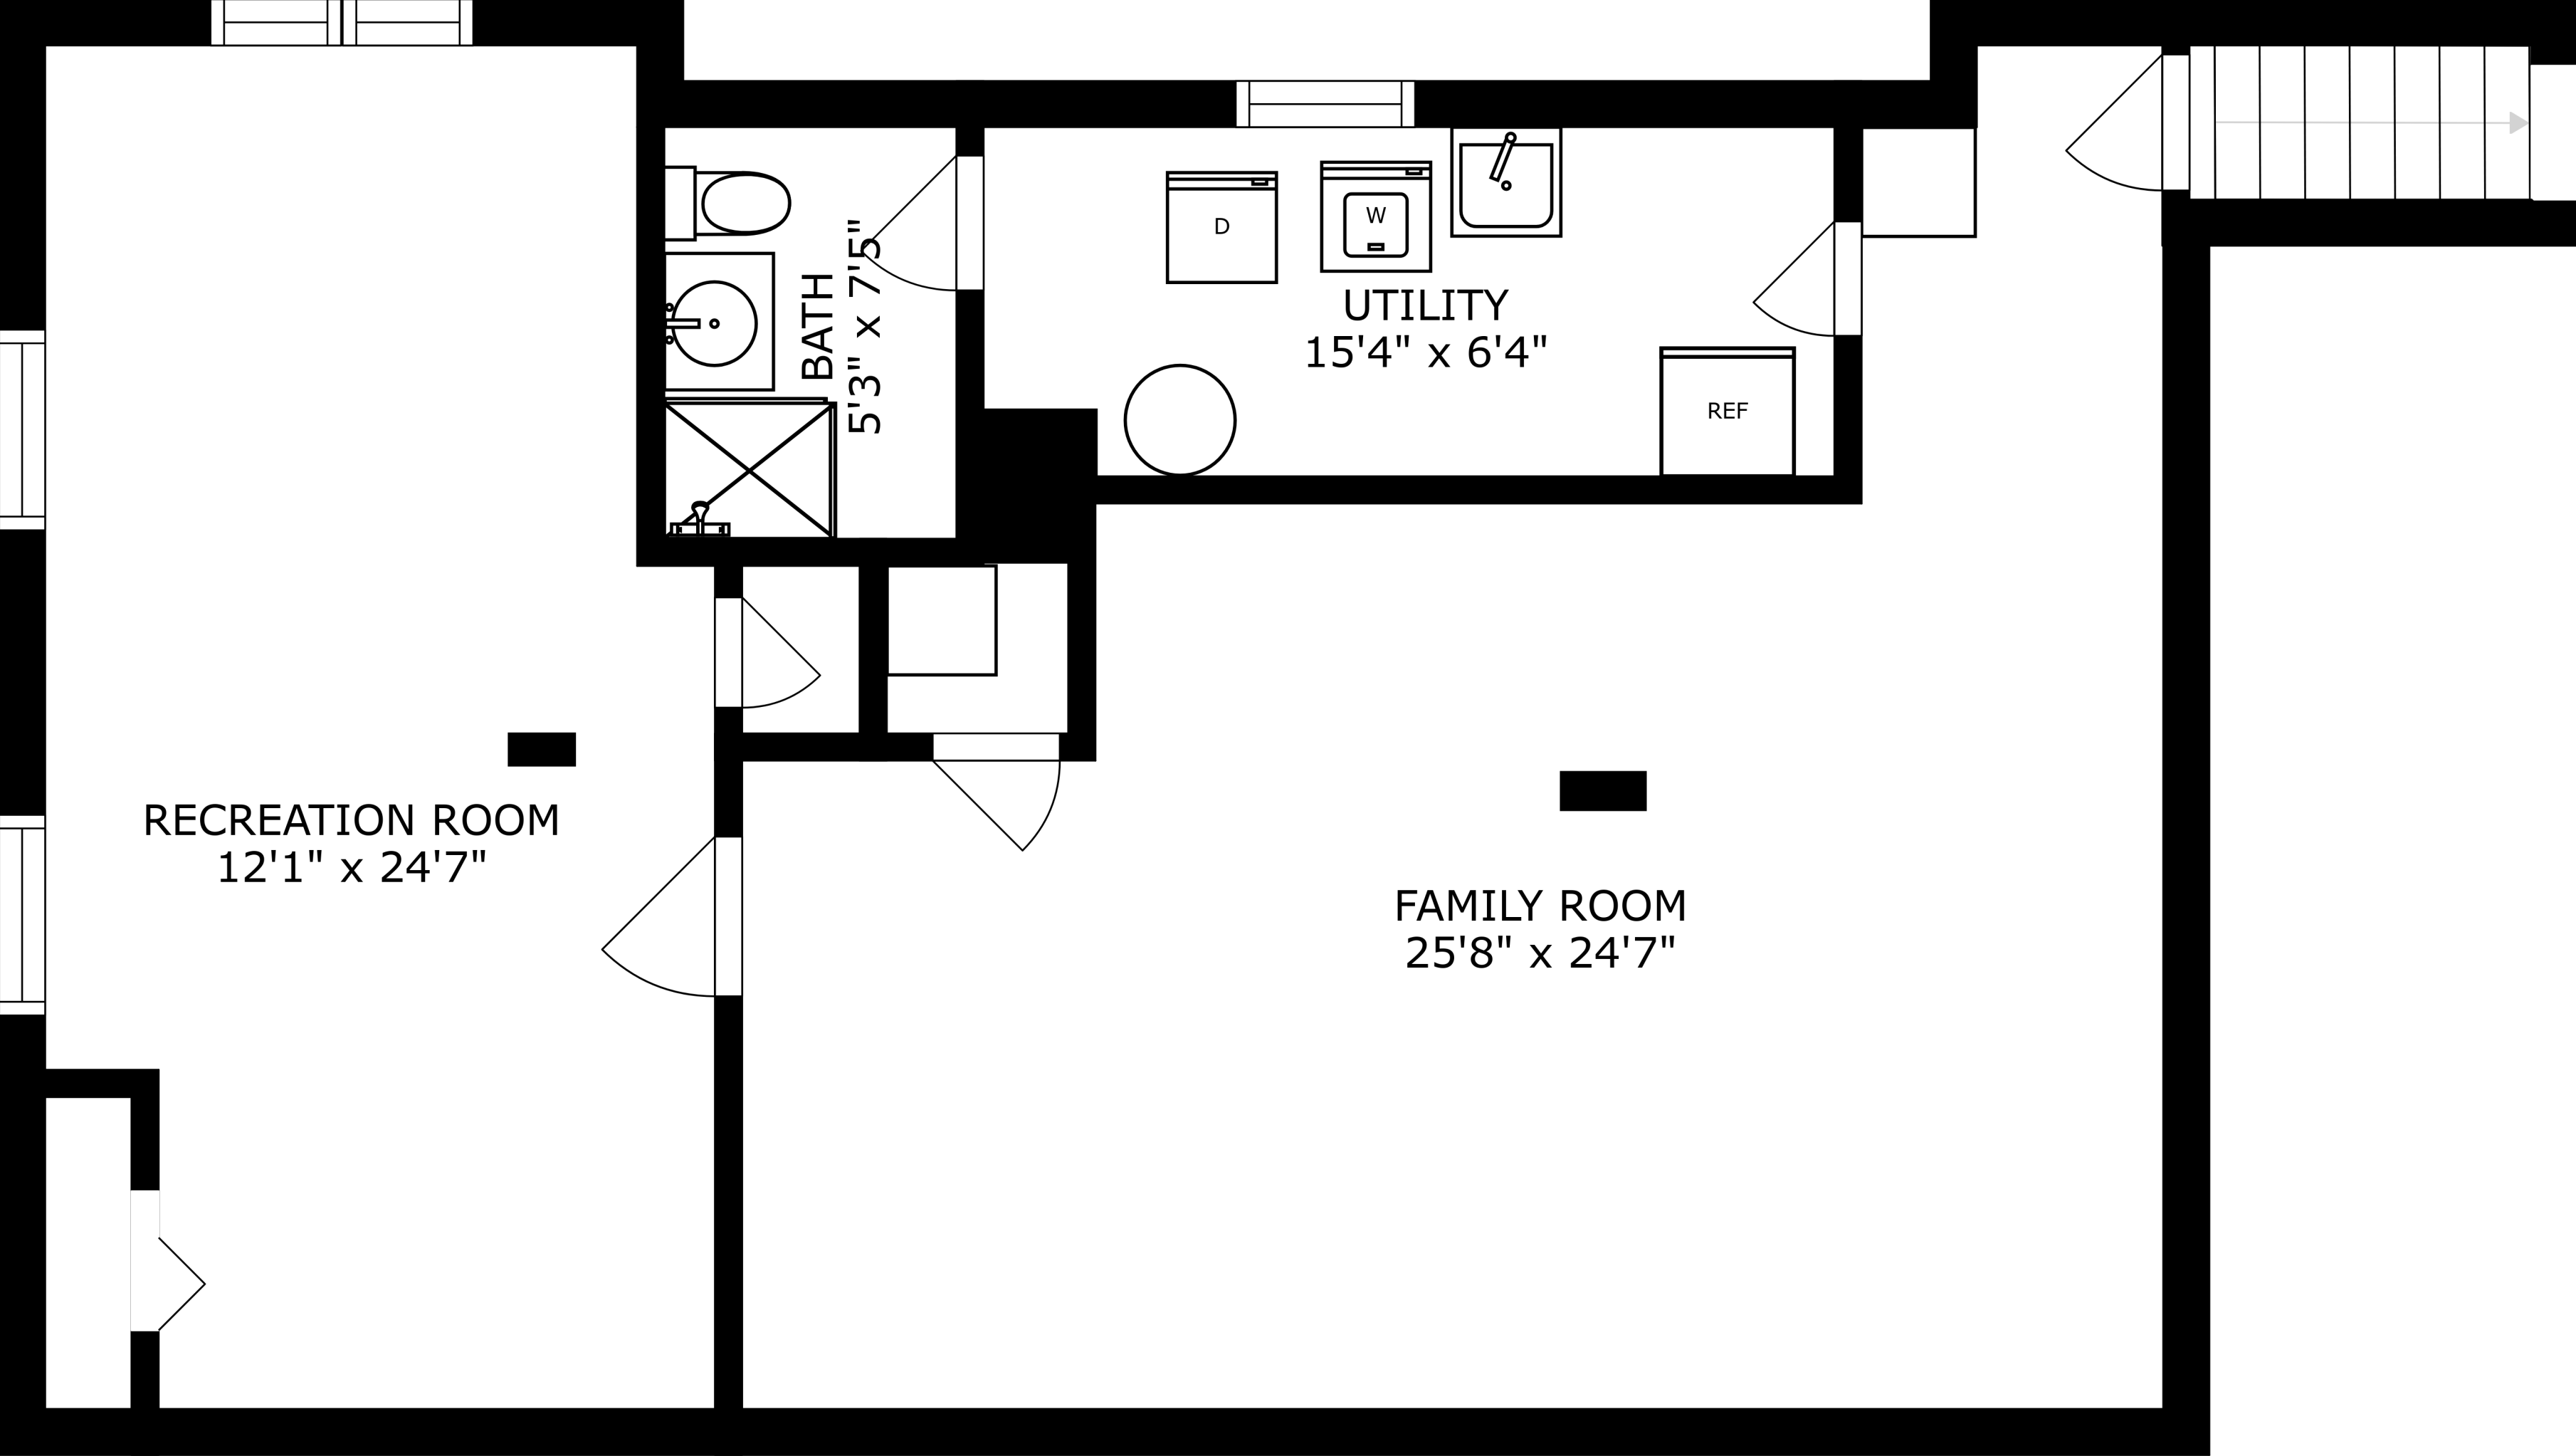 BATH
5'3" x 7'5"
D
W
UTILITY
15'4" x 6'4"
REF
RECREATION ROOM
12'1" x 24'7"
FAMILY ROOM
25'8" x 24'7"